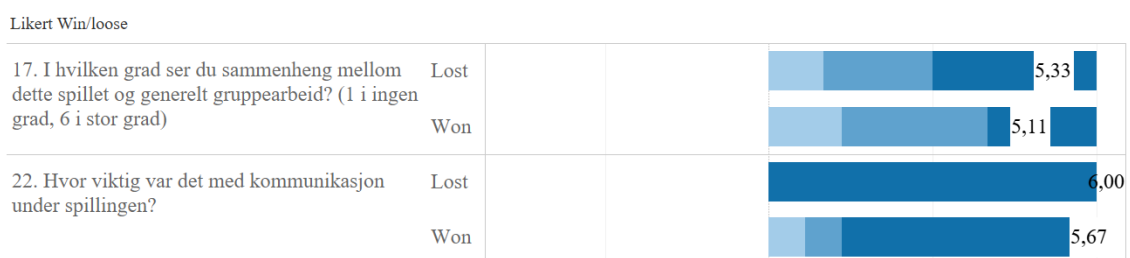 Likert Win/loose
17. I hvilken grad ser du sammenheng mellom
dette spillet og generelt gruppearbeid? (1 i ingen
grad, 6 i stor grad)
Lost
5,33
Won
5,11
22. Hvor viktig var det med kommunikasjon
under spillingen?
Lost
6,00
Won
5,67